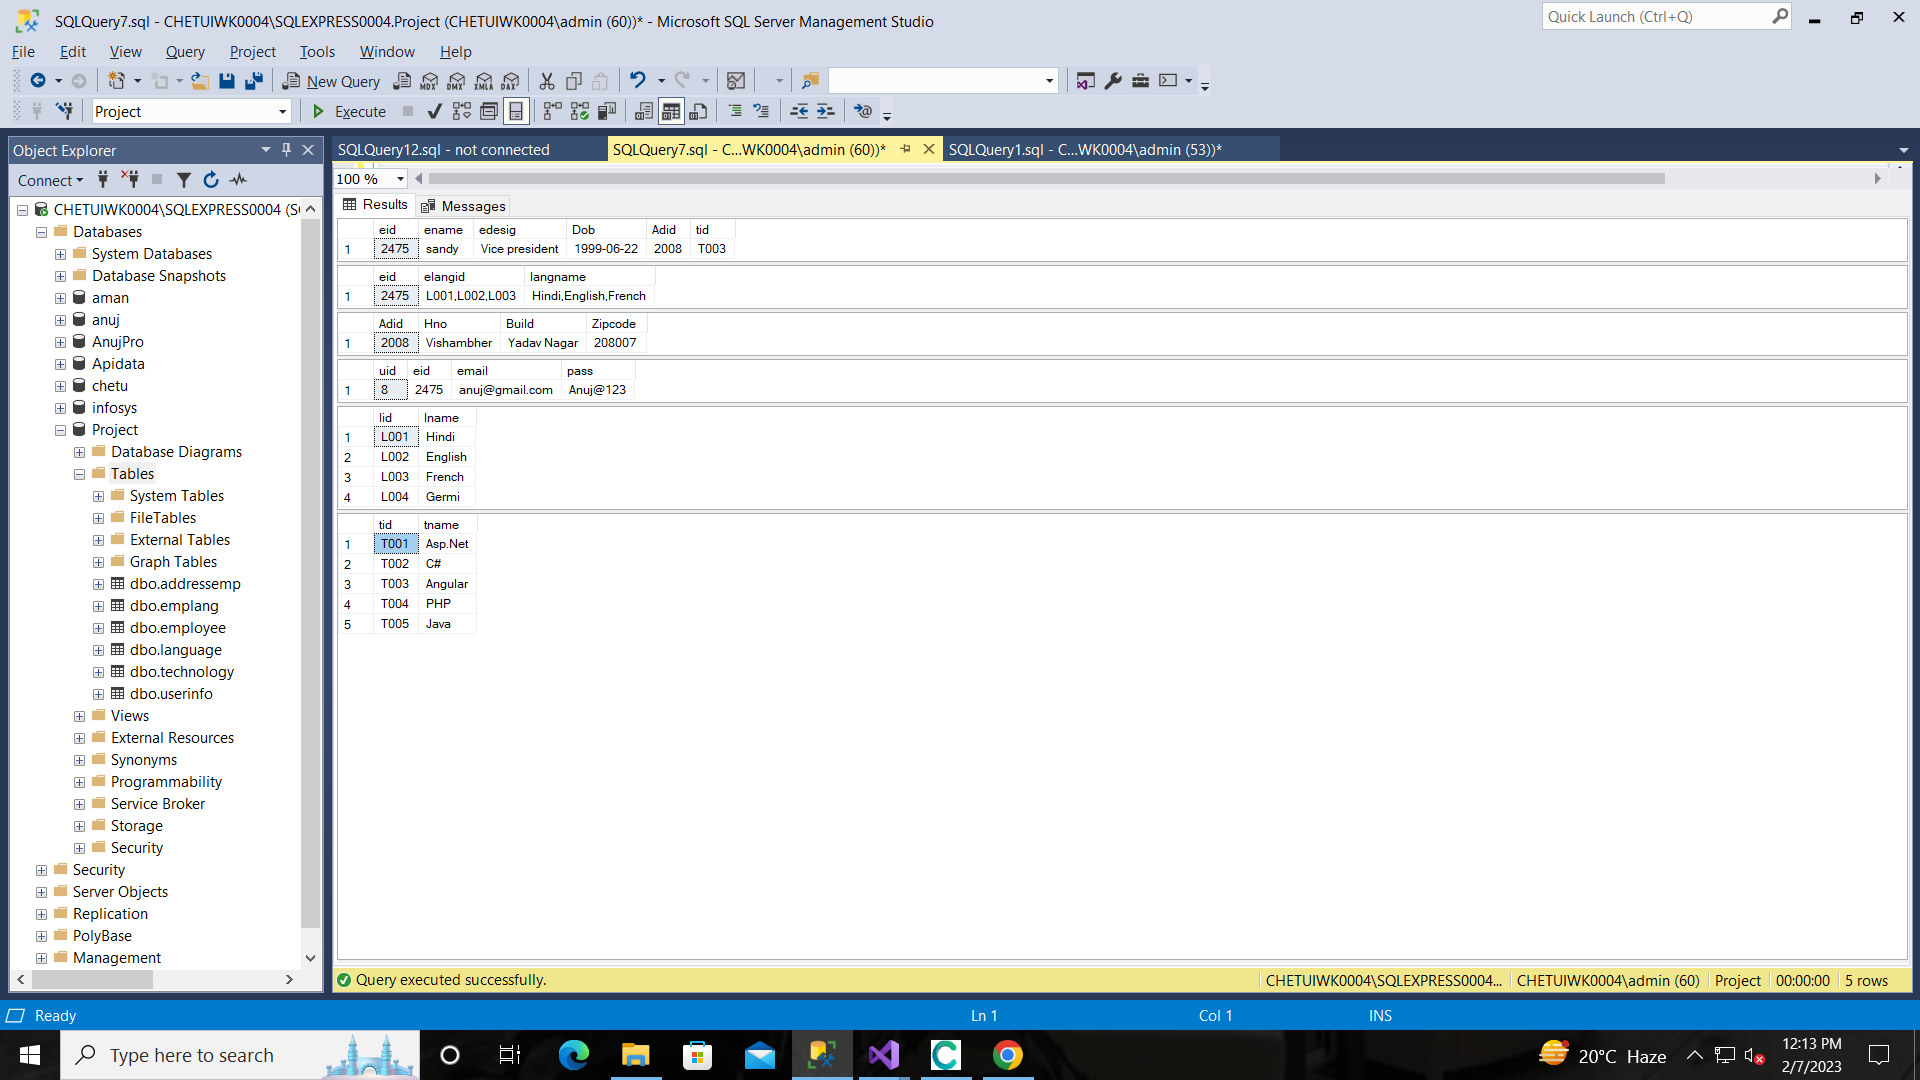 SQLQuery7.sql - CHETUIWK0004\SQLEXPRESS0004.Project (CHETUIWK0004\admin (60))* - Microsoft SQL Server Management Studio
Quick Launch (Ctrl+Q)
File Edit View Query Project Tools Window Help
New Query MDX DMX XMLA DAX
Project Execute
Object Explorer
SQLQuery12.sql - not connected
SQLQuery7.sql - C...WK0004\admin (60))*
SQLQuery1.sql - C...WK0004\admin (53))*
Connect
100 %
Results Messages
CHETUIWK0004\SQLEXPRESS0004 (S
Databases
System Databases
Database Snapshots
aman
anuj
AnujPro
Apidata
chetu
infosys
Project
Database Diagrams
Tables
System Tables
FileTables
External Tables
Graph Tables
dbo.addressemp
dbo.emplang
dbo.employee
dbo.language
dbo.technology
dbo.userinfo
Views
External Resources
Synonyms
Programmability
Service Broker
Storage
Security
Security
Server Objects
Replication
PolyBase
Management
eid ename edesig Dob Adid tid
1 2475 sandy Vice president 1999-06-22 2008 T003
eid elangid langname
1 2475 L001,L002,L003 Hindi,English,French
Adid Hno Build Zipcode
1 2008 Vishambher Yadav Nagar 208007
uid eid email pass
1 8 2475 anuj@gmail.com Anuj@123
lid lname
1 L001 Hindi
2 L002 English
3 L003 French
4 L004 Germi
tid tname
1 T001 Asp.Net
2 T002 C#
3 T003 Angular
4 T004 PHP
5 T005 Java
Query executed successfully.
CHETUIWK0004\SQLEXPRESS0004... CHETUIWK0004\admin (60) Project 00:00:00 5 rows
Ready Ln 1 Col 1 INS
Type here to search
20°C Haze
12:13 PM
2/7/2023